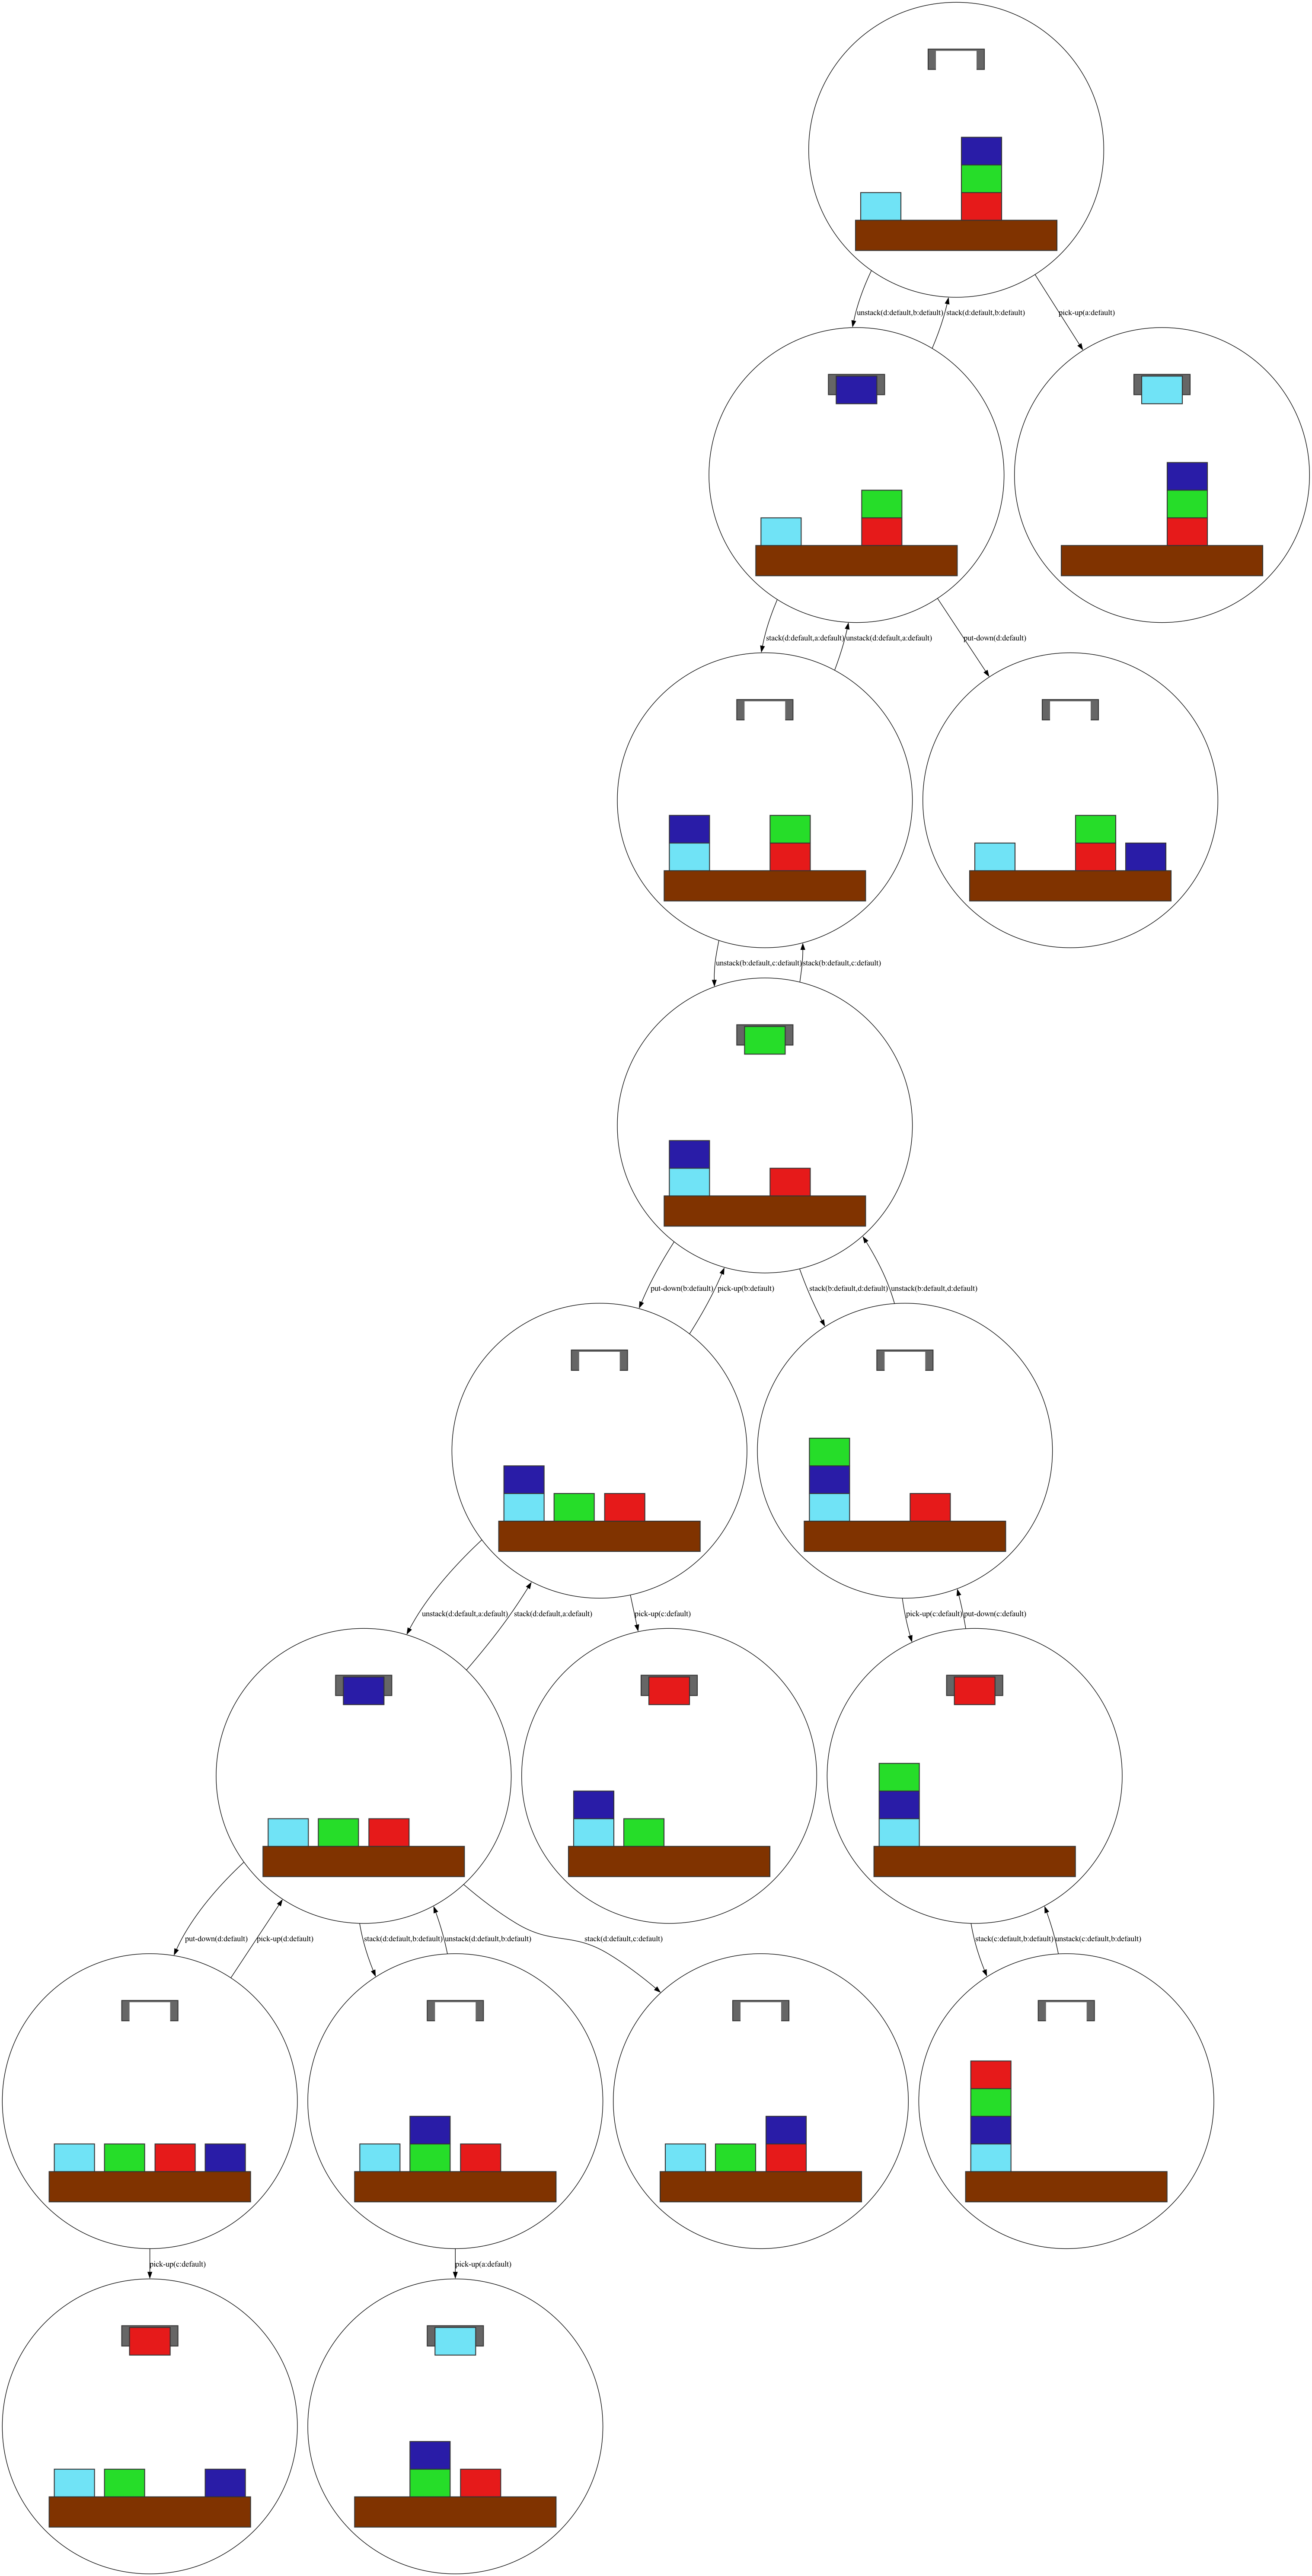 unstack(d:default,b:default)
stack(d:default,b:default)
pick-up(a:default)
stack(d:default,a:default)
unstack(d:default,a:default)
put-down(d:default)
unstack(b:default,c:default)
stack(b:default,c:default)
put-down(b:default)
pick-up(b:default)
stack(b:default,d:default)
unstack(b:default,d:default)
unstack(d:default,a:default)
stack(d:default,a:default)
pick-up(c:default)
pick-up(c:default)
put-down(c:default)
put-down(d:default)
pick-up(d:default)
stack(d:default,b:default)
unstack(d:default,b:default)
stack(d:default,c:default)
stack(c:default,b:default)
unstack(c:default,b:default)
pick-up(c:default)
pick-up(a:default)